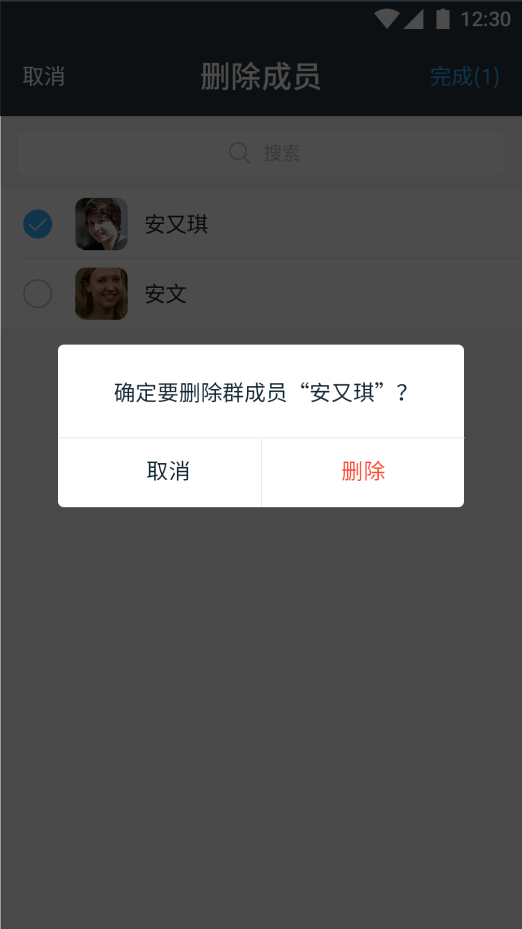 12:30
取消 删除成员 完成(1)
搜索
安又琪
安文
确定要删除群成员“安又琪”？
取消 删除